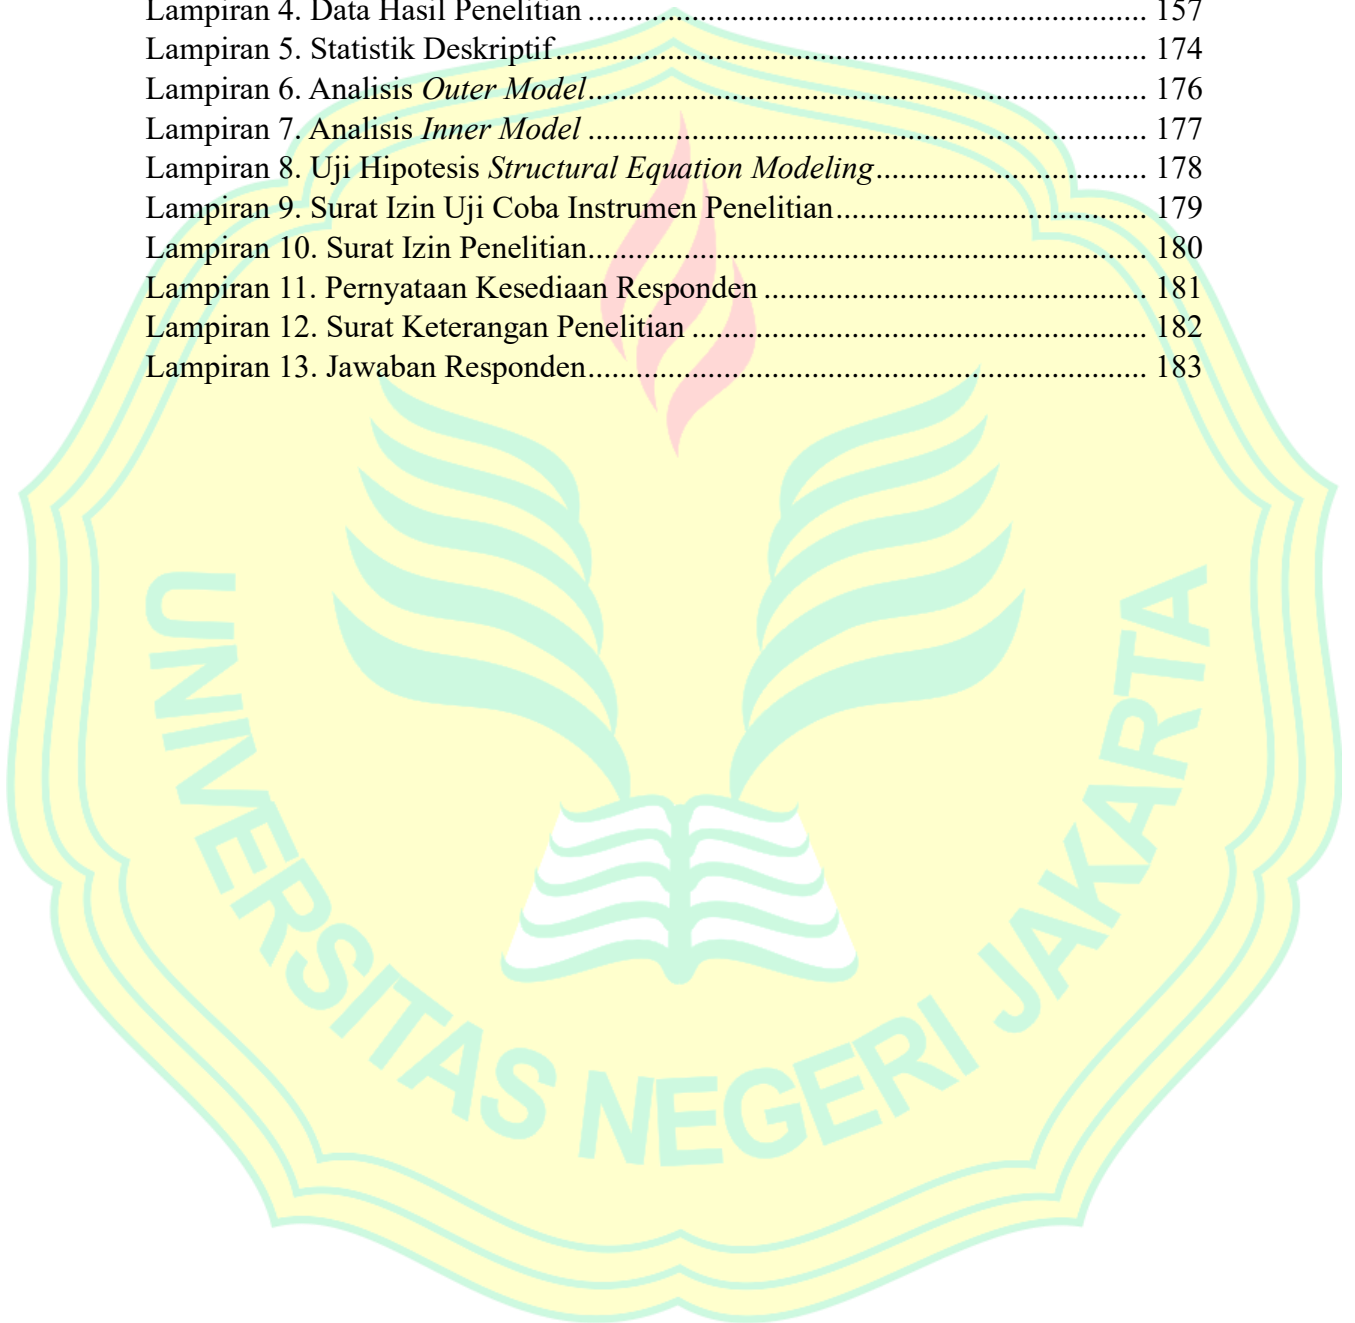 Lampiran 4. Data Hasil Penelitian ...................................................................... 157
Lampiran 5. Statistik Deskriptif.......................................................................... 174
Lampiran 6. Analisis Outer Model...................................................................... 176
Lampiran 7. Analisis Inner Model ....................................................................... 177
Lampiran 8. Uji Hipotesis Structural Equation Modeling.................................. 178
Lampiran 9. Surat Izin Uji Coba Instrumen Penelitian....................................... 179
Lampiran 10. Surat Izin Penelitian...................................................................... 180
Lampiran 11. Pernyataan Kesediaan Responden ................................................ 181
Lampiran 12. Surat Keterangan Penelitian ......................................................... 182
Lampiran 13. Jawaban Responden...................................................................... 183
UNIVERSITAS NEGERI JAKARTA